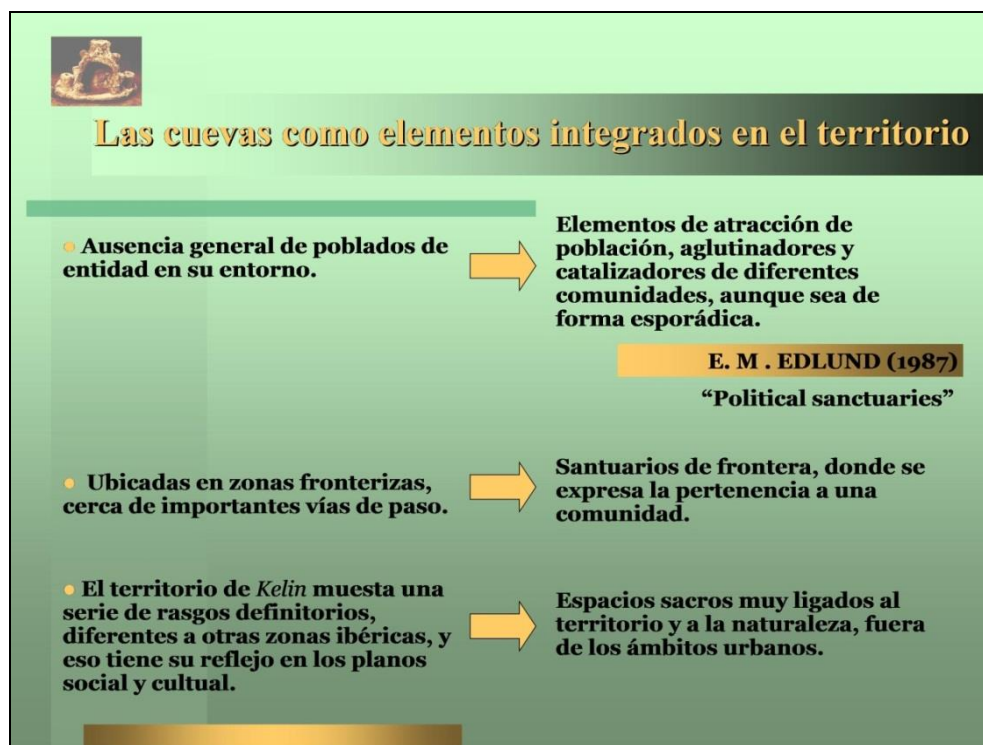 Las cuevas como elementos integrados en el territorio
● Ausencia general de poblados de
entidad en su entorno.
Elementos de atracción de
población, aglutinadores y
catalizadores de diferentes
comunidades, aunque sea de
forma esporádica.
E. M . EDLUND (1987)
“Political sanctuaries”
● Ubicadas en zonas fronterizas,
cerca de importantes vías de paso.
Santuarios de frontera, donde se
expresa la pertenencia a una
comunidad.
● El territorio de Kelin muesta una
serie de rasgos definitorios,
diferentes a otras zonas ibéricas, y
eso tiene su reflejo en los planos
social y cultural.
Espacios sacros muy ligados al
territorio y a la naturaleza, fuera
de los ámbitos urbanos.